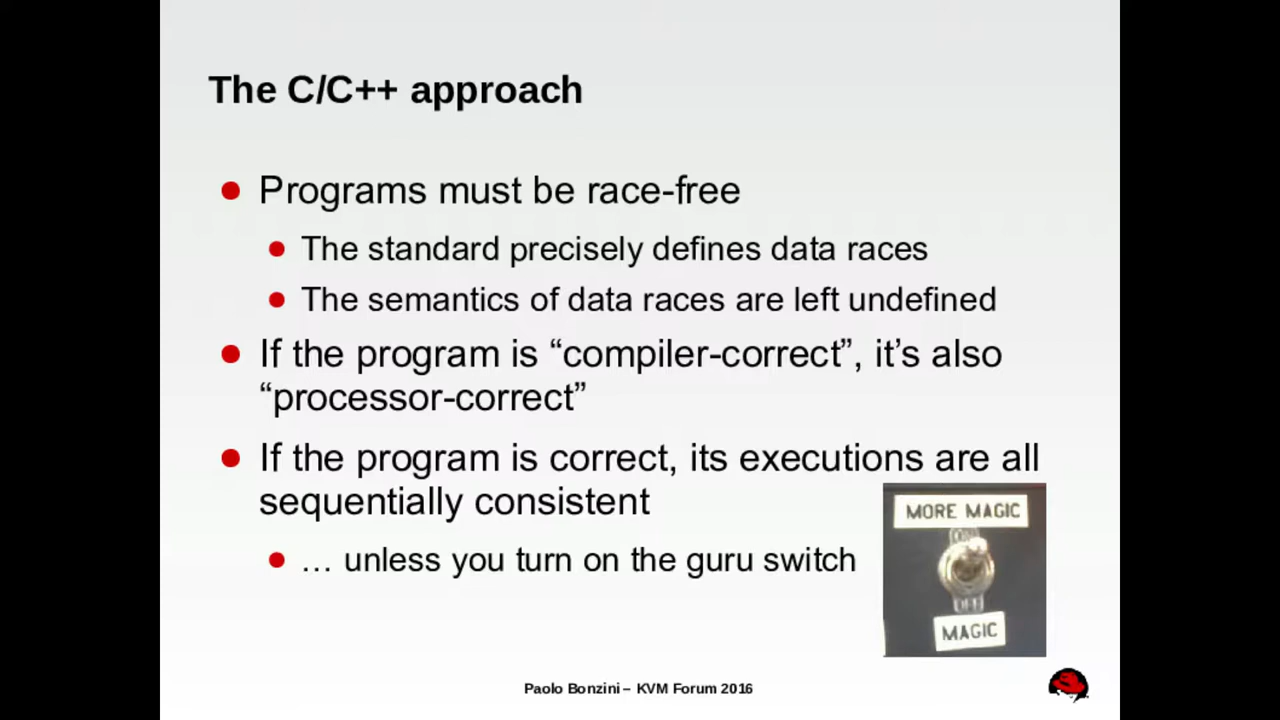 The C/C++ approach
Programs must be race-free
The standard precisely defines data races
The semantics of data races are left undefined
If the program is “compiler-correct”, it’s also
“processor-correct”
If the program is correct, its executions are all
sequentially consistent
… unless you turn on the guru switch
MORE MAGIC
ON
OFF
MAGIC
Paolo Bonzini – KVM Forum 2016